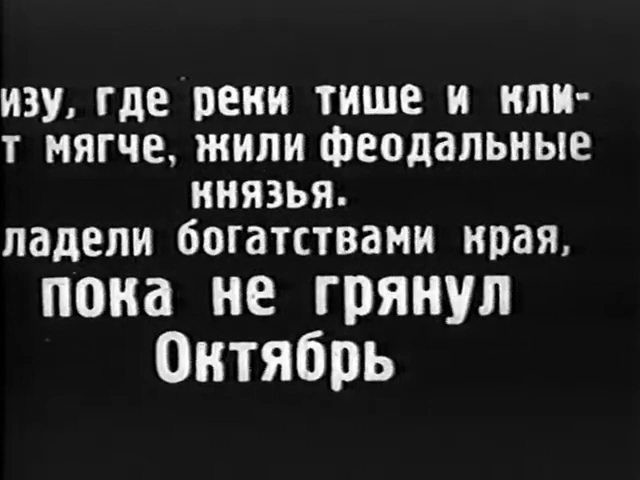 изу, где реки тише и кли-
т мягче, жили феодальные
князья.
ладели богатствами края,
пока не грянул
Октябрь